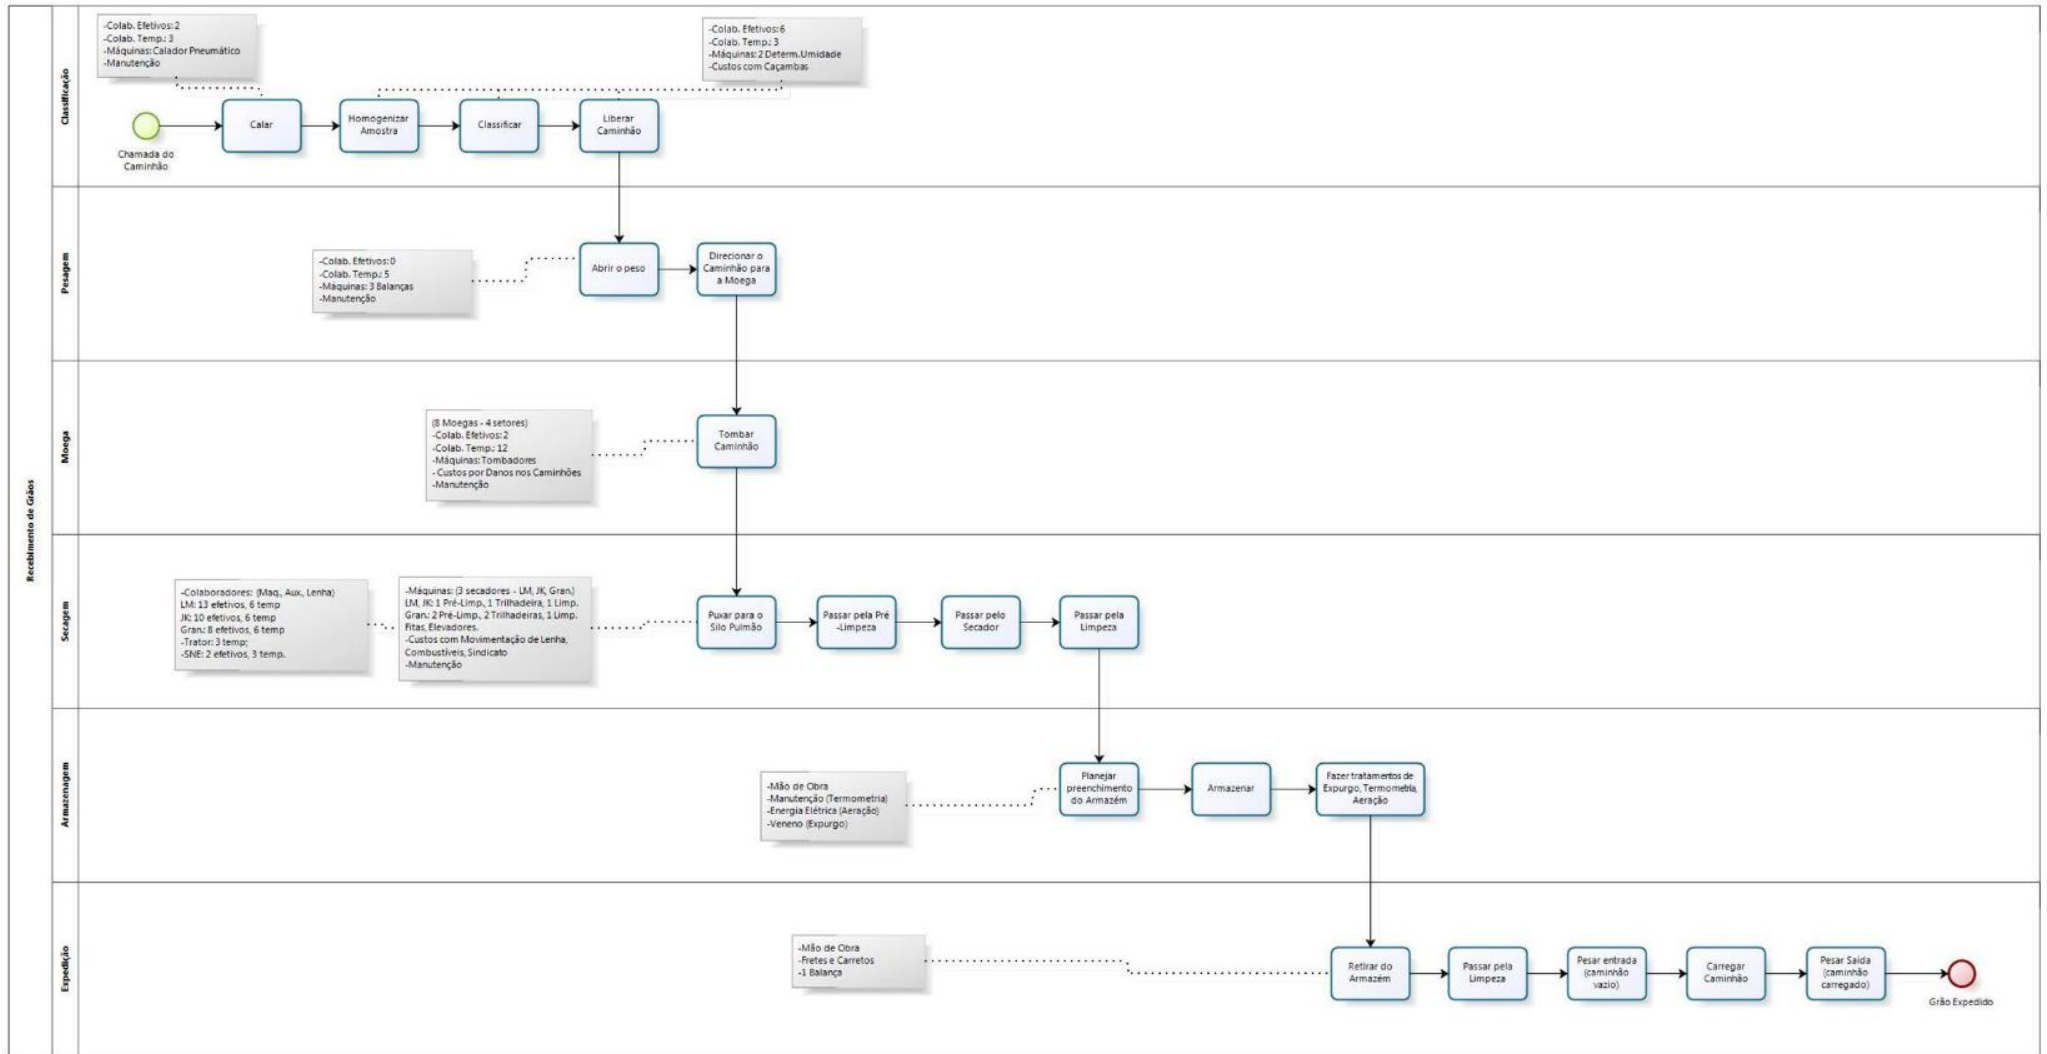 Recebimento de Grãos
Classificação
-Colab. Efetivos: 2
-Colab. Temp.: 3
-Máquinas: Calador Pneumático
-Manutenção
-Colab. Efetivos: 6
-Colab. Temp.: 3
-Máquinas: 2 Determ. Umidade
-Custos com Caçambas
Chamada do
Caminhão
Calar
Homogenizar
Amostra
Classificar
Liberar
Caminhão
Pesagem
-Colab. Efetivos: 0
-Colab. Temp.: 5
-Máquinas: 3 Balanças
-Manutenção
Abrir o peso
Direcionar o
Caminhão para
a Moega
Moega
(8 Moegas - 4 setores)
-Colab. Efetivos: 2
-Colab. Temp.: 12
-Máquinas: Tombadores
- Custos por Danos nos Caminhões
-Manutenção
Tombar
Caminhão
Secagem
-Colaboradores: (Maq., Aux., Lenha)
LM: 13 efetivos, 6 temp
JK: 10 efetivos, 6 temp
Gran.: 8 efetivos, 6 temp
-Trator: 3 temp;
-SNE: 2 efetivos, 3 temp.
-Máquinas: (3 secadores - LM, JK, Gran.)
LM, JK: 1 Pré-Limp., 1 Trilhadeira, 1 Limp.
Gran.: 2 Pré-Limp., 2 Trilhadeiras, 1 Limp.
Fitas, Elevadores.
-Custos com Movimentação de Lenha,
Combustíveis, Sindicato
-Manutenção
Puxar para o
Silo Pulmão
Passar pela Pré
-Limpeza
Passar pelo
Secador
Passar pela
Limpeza
Armazenagem
-Mão de Obra
-Manutenção (Termometria)
-Energia Elétrica (Aeração)
-Veneno (Expurgo)
Planejar
preenchimento
do Armazém
Armazenar
Fazer tratamentos de
Expurgo, Termometria,
Aeração
Expedição
-Mão de Obra
-Fretes e Carretos
-1 Balança
Retirar do
Armazém
Passar pela
Limpeza
Pesar entrada
(caminhão
vazio)
Carregar
Caminhão
Pesar Saída
(caminhão
carregado)
Grão Expedido